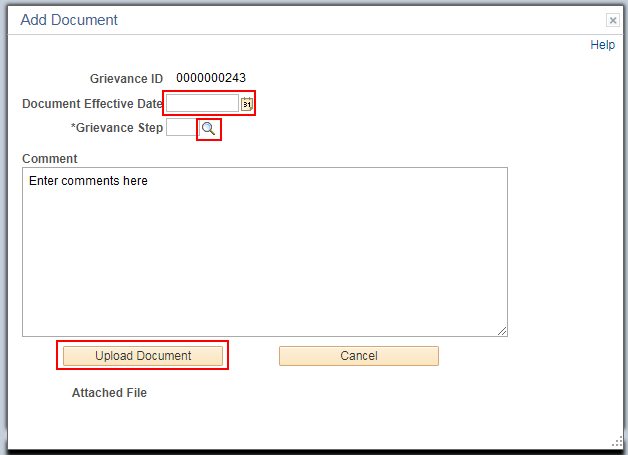 Add Document
Help
Grievance ID 0000000243
Document Effective Date 31
*Grievance Step
Comment
Enter comments here
Upload Document Cancel
Attached File